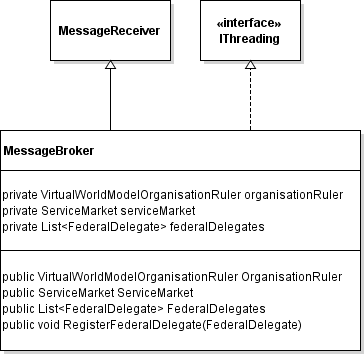 MessageReceiver
«interface»
IThreading
MessageBroker
private VirtualWorldModelOrganisationRuler organisationRuler
private ServiceMarket serviceMarket
private List<FederalDelegate> federalDelegates
public VirtualWorldModelOrganisationRuler OrganisationRuler
public ServiceMarket ServiceMarket
public List<FederalDelegate> FederalDelegates
public void RegisterFederalDelegate(FederalDelegate)